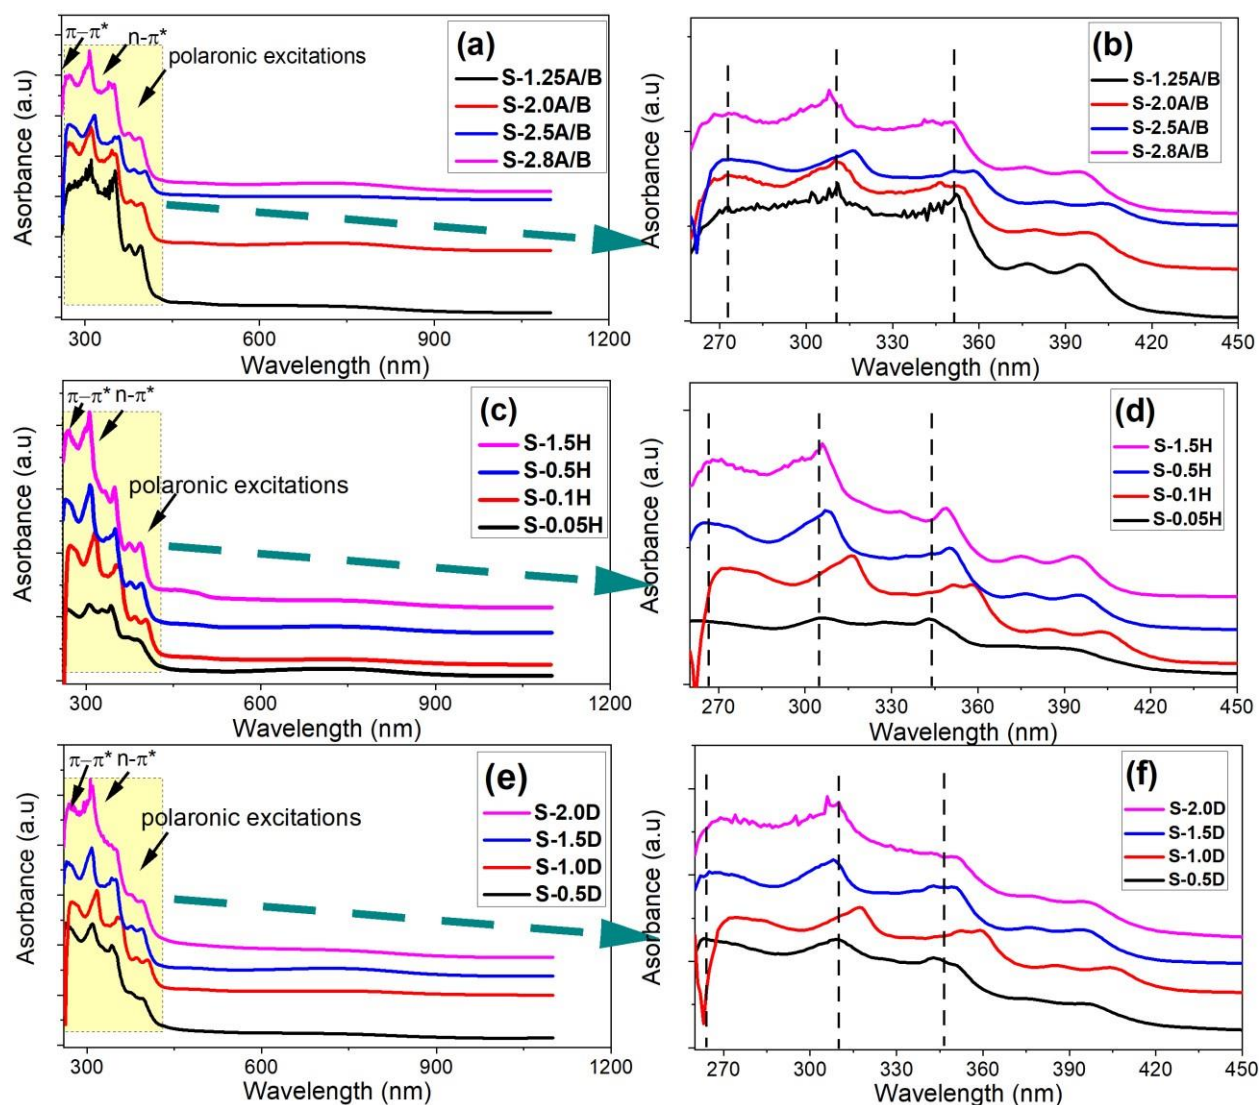 π–π*
n-π*
polaronic excitations
(a)
S-1.25A/B
S-2.0A/B
S-2.5A/B
S-2.8A/B
Asorbance (a.u)
300 600 900 1200
Wavelength (nm)
(b)
S-1.25A/B
S-2.0A/B
S-2.5A/B
S-2.8A/B
Asorbance (a.u)
270 300 330 360 390 420 450
Wavelength (nm)
π–π* n-π*
polaronic excitations
(c)
S-1.5H
S-0.5H
S-0.1H
S-0.05H
Asorbance (a.u)
300 600 900 1200
Wavelength (nm)
(d)
S-1.5H
S-0.5H
S-0.1H
S-0.05H
Asorbance (a.u)
270 300 330 360 390 420 450
Wavelength (nm)
π–π* n-π*
polaronic excitations
(e)
S-2.0D
S-1.5D
S-1.0D
S-0.5D
Asorbance (a.u)
300 600 900 1200
Wavelength (nm)
(f)
S-2.0D
S-1.5D
S-1.0D
S-0.5D
Asorbance (a.u)
270 300 330 360 390 420 450
Wavelength (nm)